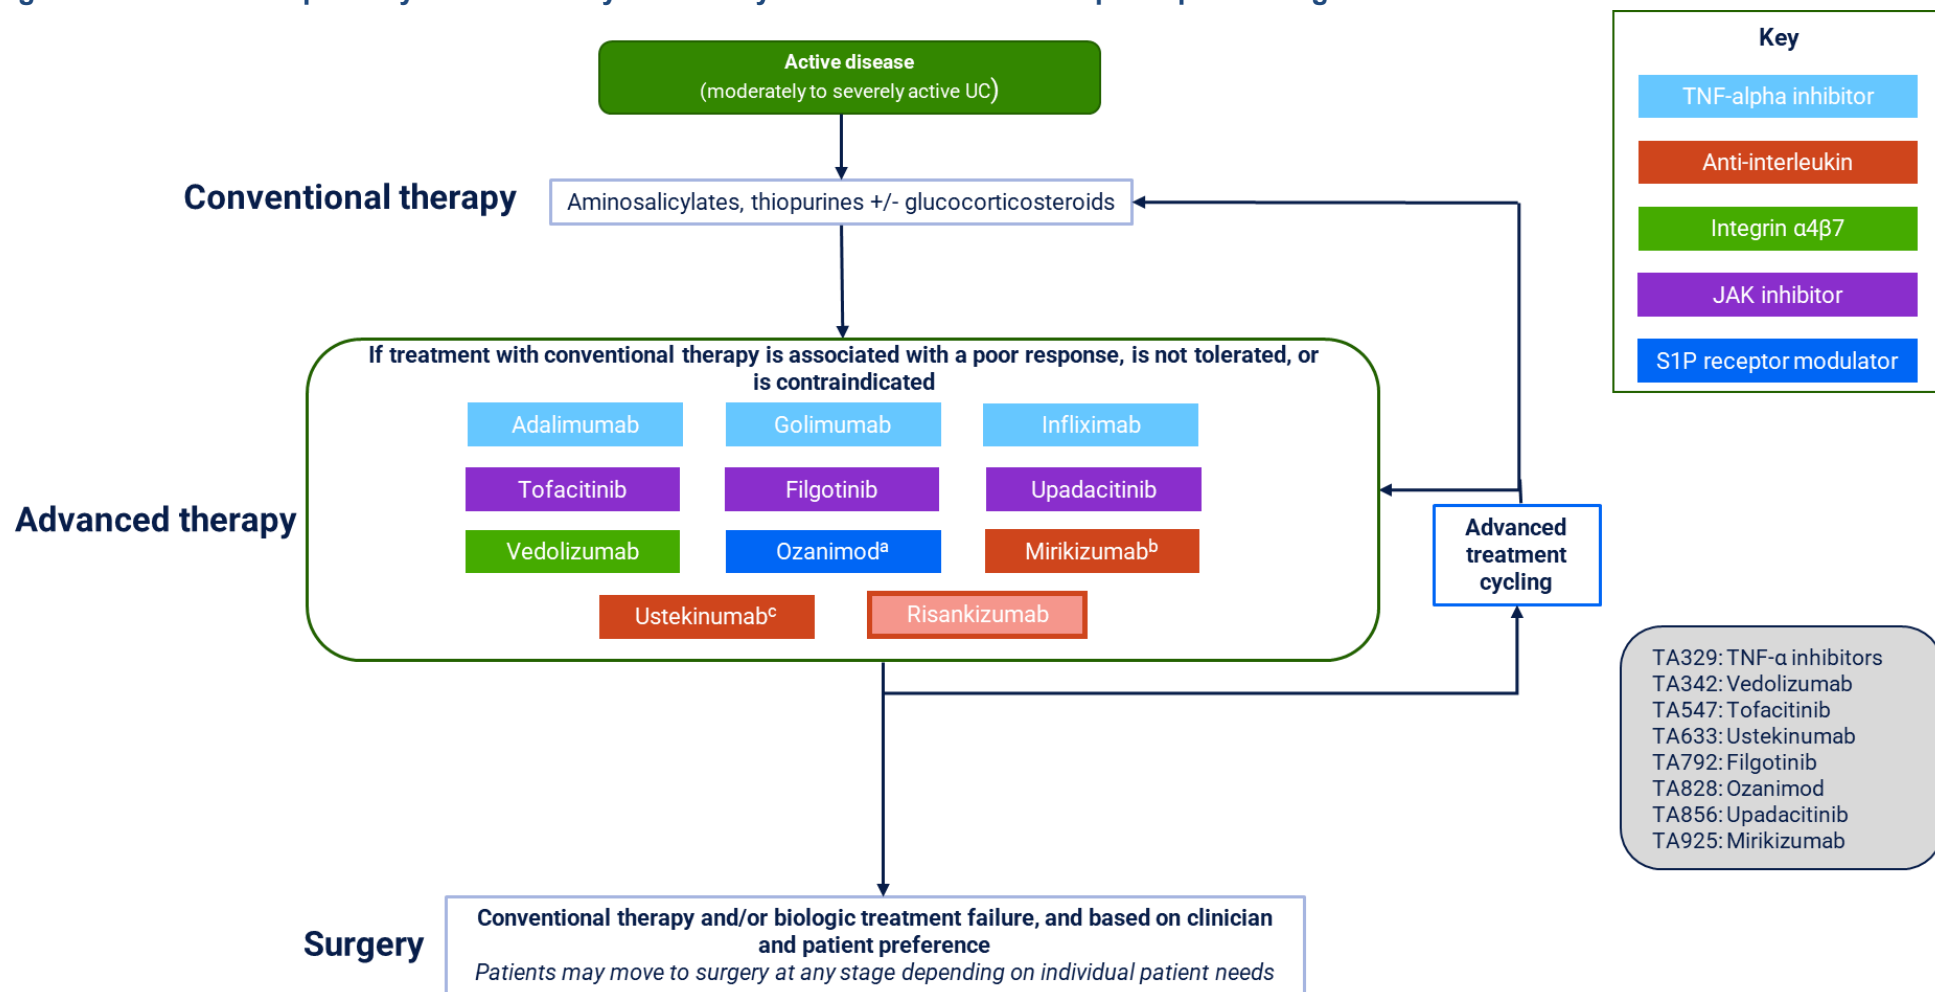 Active disease
(moderately to severely active UC)
Conventional therapy
Aminosalicylates, thiopurines +/- glucocorticosteroids
If treatment with conventional therapy is associated with a poor response, is not tolerated, or
is contraindicated
Adalimumab
Golimumab
Infliximab
Tofacitinib
Filgotinib
Upadacitinib
Advanced therapy
Vedolizumab
Ozanimodᵃ
Mirikizumabᵇ
Ustekinumabᶜ
Risankizumab
Advanced
treatment
cycling
Surgery
Conventional therapy and/or biologic treatment failure, and based on clinician
and patient preference
Patients may move to surgery at any stage depending on individual patient needs
Key
TNF-alpha inhibitor
Anti-interleukin
Integrin α4β7
JAK inhibitor
S1P receptor modulator
TA329: TNF-α inhibitors
TA342: Vedolizumab
TA547: Tofacitinib
TA633: Ustekinumab
TA792: Filgotinib
TA828: Ozanimod
TA856: Upadacitinib
TA925: Mirikizumab